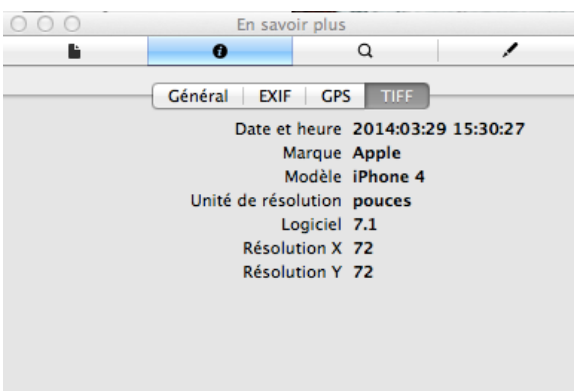 En savoir plus
Général EXIF GPS TIFF
Date et heure 2014:03:29 15:30:27
Marque Apple
Modèle iPhone 4
Unité de résolution pouces
Logiciel 7.1
Résolution X 72
Résolution Y 72